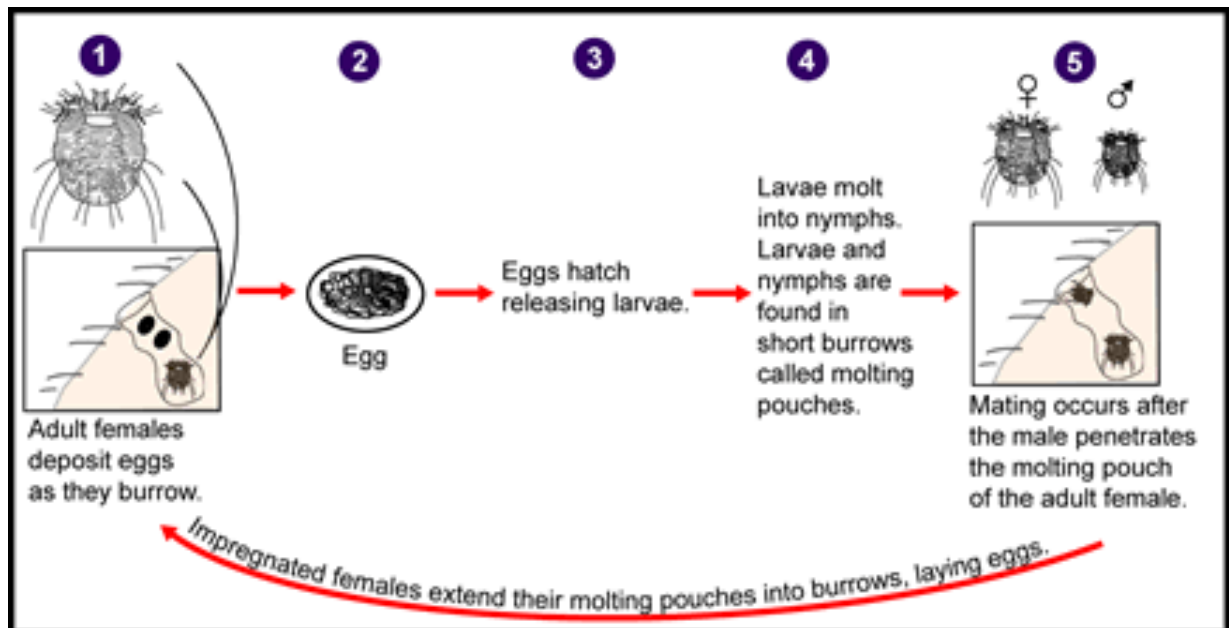 1
2
3
4
5
♀
♂
Adult females
deposit eggs
as they burrow.
Egg
Eggs hatch
releasing larvae.
Lavae molt
into nymphs.
Larvae and
nymphs are
found in
short burrows
called molting
pouches.
Mating occurs after
the male penetrates
the molting pouch
of the adult female.
Impregnated females extend their molting pouches into burrows, laying eggs.